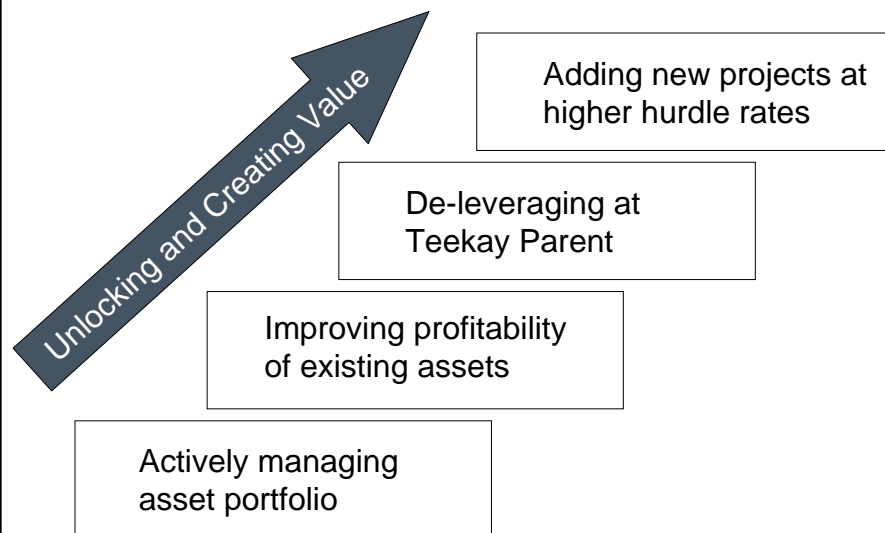 Unlocking and Creating Value
Adding new projects at
higher hurdle rates
De-leveraging at
Teekay Parent
Improving profitability
of existing assets
Actively managing
asset portfolio